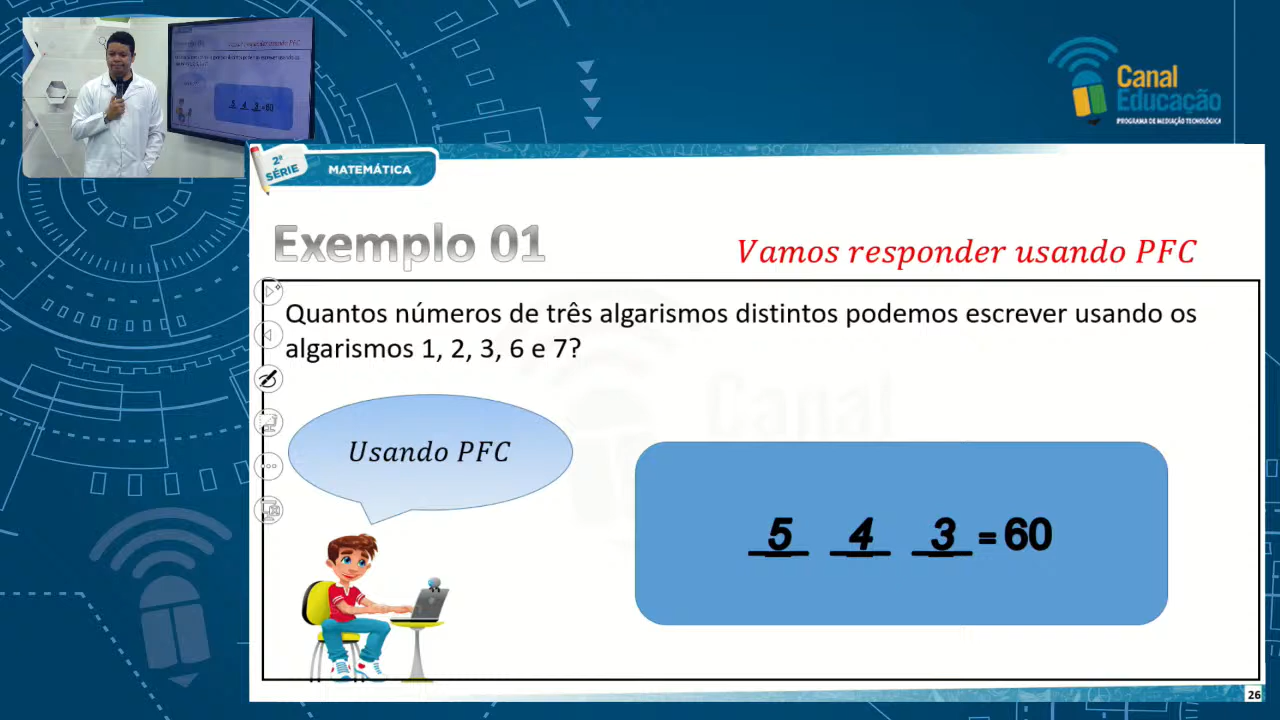 Canal
Educação
PROGRAMA DE MEDIAÇÃO TECNOLÓGICA
2ª
SÉRIE
MATEMÁTICA
Exemplo 01
Vamos responder usando PFC
Quantos números de três algarismos distintos podemos escrever usando os
algarismos 1, 2, 3, 6 e 7?
Usando PFC
5 4 3 = 60
Canal
26